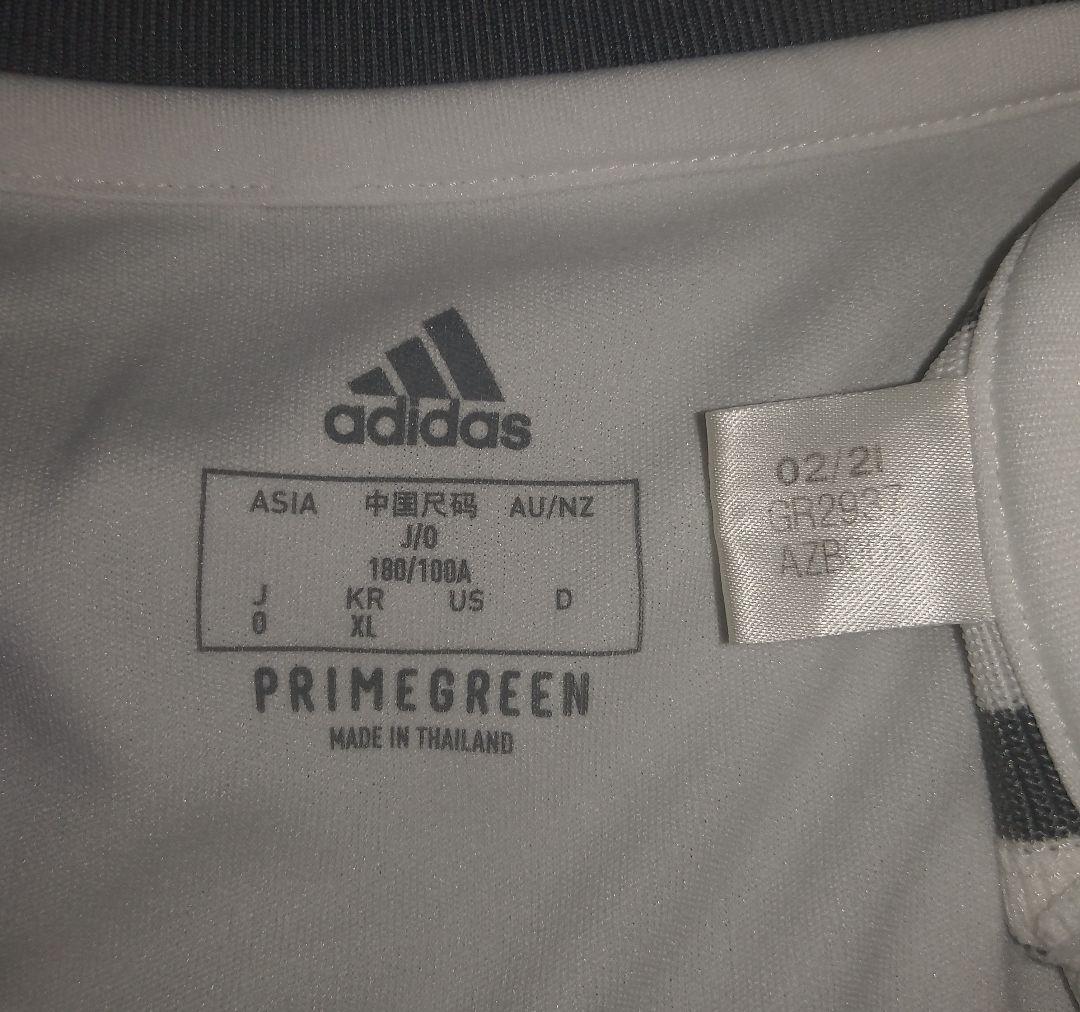 adidas
ASIA 中国尺码 AU/NZ
J/O
180/100A
J KR US D
O XL
PRIMEGREEN
MADE IN THAILAND
02/21
GR2937